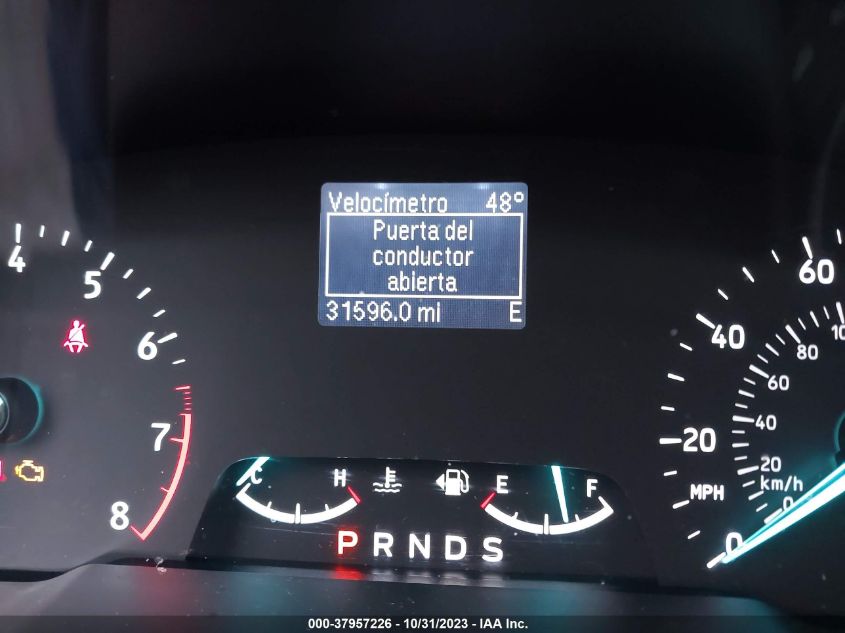 Velocímetro 48°
Puerta del
conductor
abierta
31596.0 mi E
4
5
6
7
8
C H
E F
P R N D S
0
20
40
60
MPH
0
20
40
60
80
10
km/h
000-37957226 - 10/31/2023 - IAA Inc.